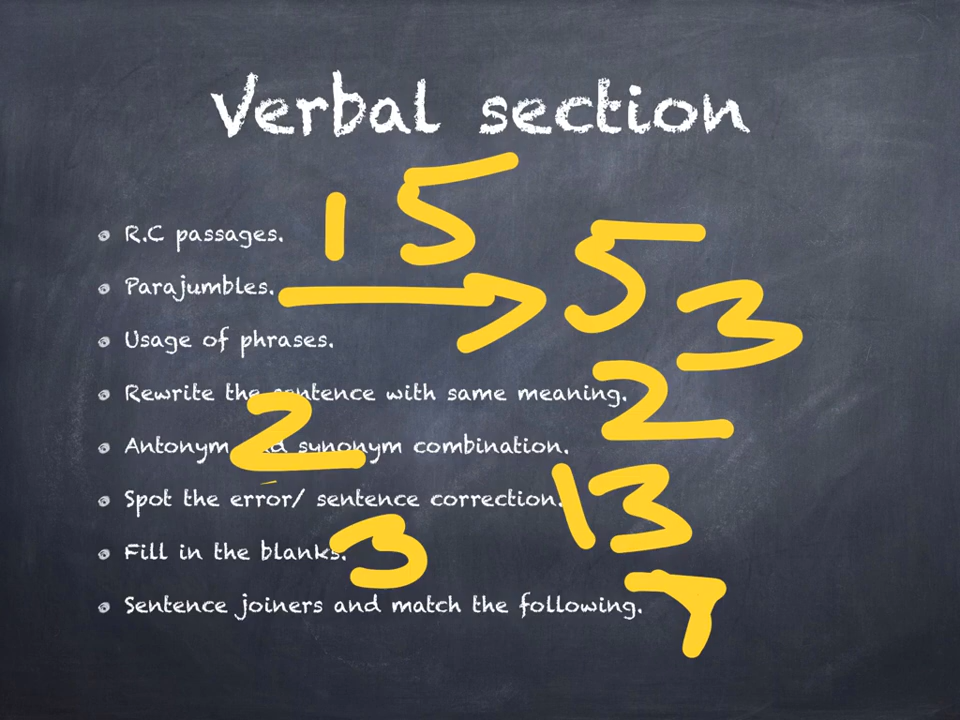 Verbal section
R.C passages. 15
Parajumbles. → 5
Usage of phrases. 3
Rewrite the sentence with same meaning. 2
Antonym and synonym combination. 2
Spot the error/ sentence correction. 13
Fill in the blanks. 3
Sentence joiners and match the following. 7